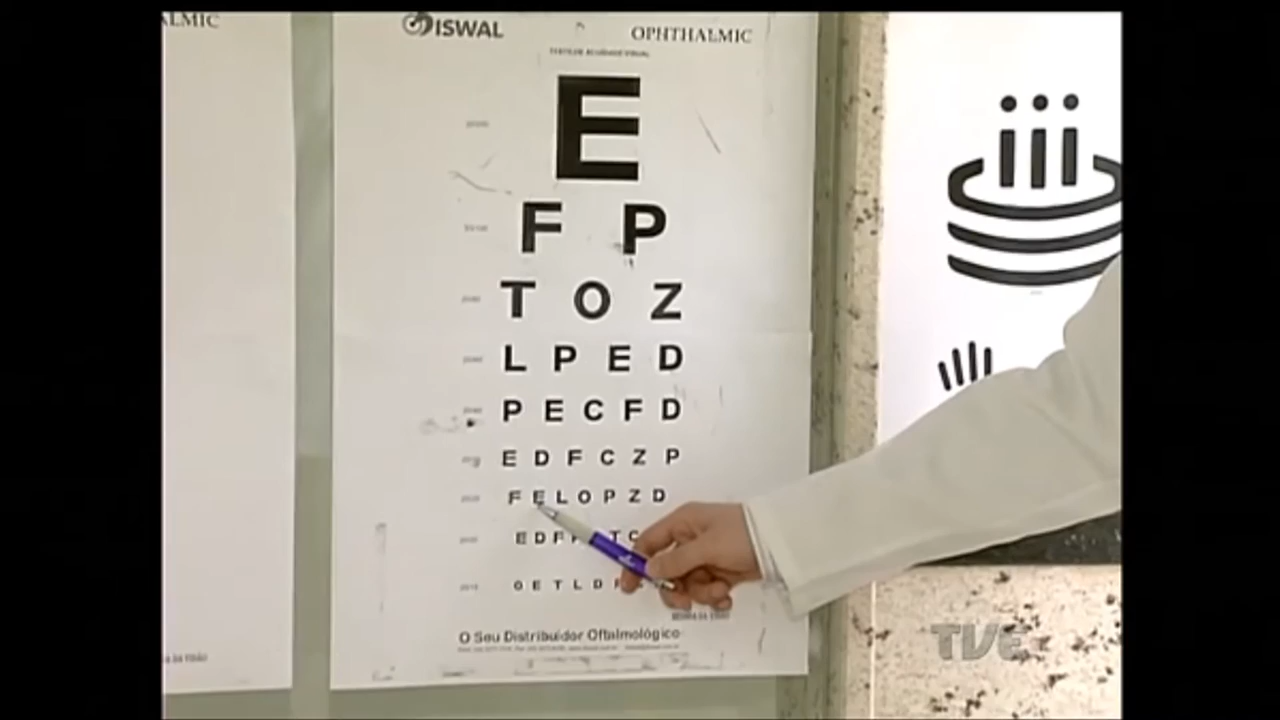 ALMIC
ISWAL OPHTHALMIC
E
F P
T O Z
L P E D
P E C F D
E D F C Z P
F E L O P Z D
E D F
O E T L D
O Seu Distribuidor Oftalmológico
TVE